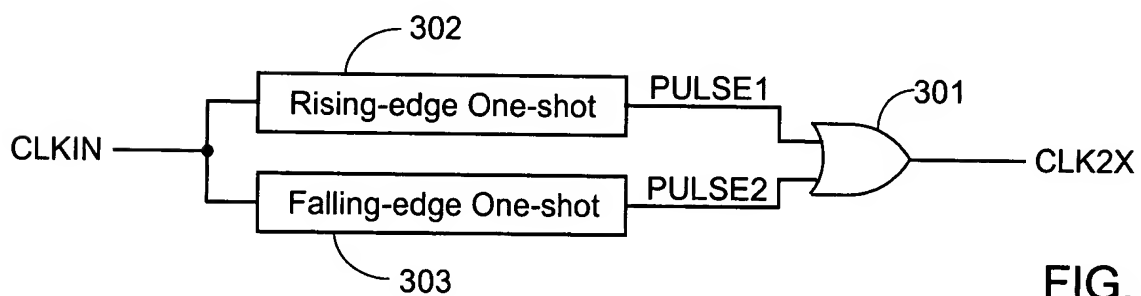 302
Rising-edge One-shot
PULSE1
301
CLKIN
CLK2X
PULSE2
Falling-edge One-shot
303
FIG.